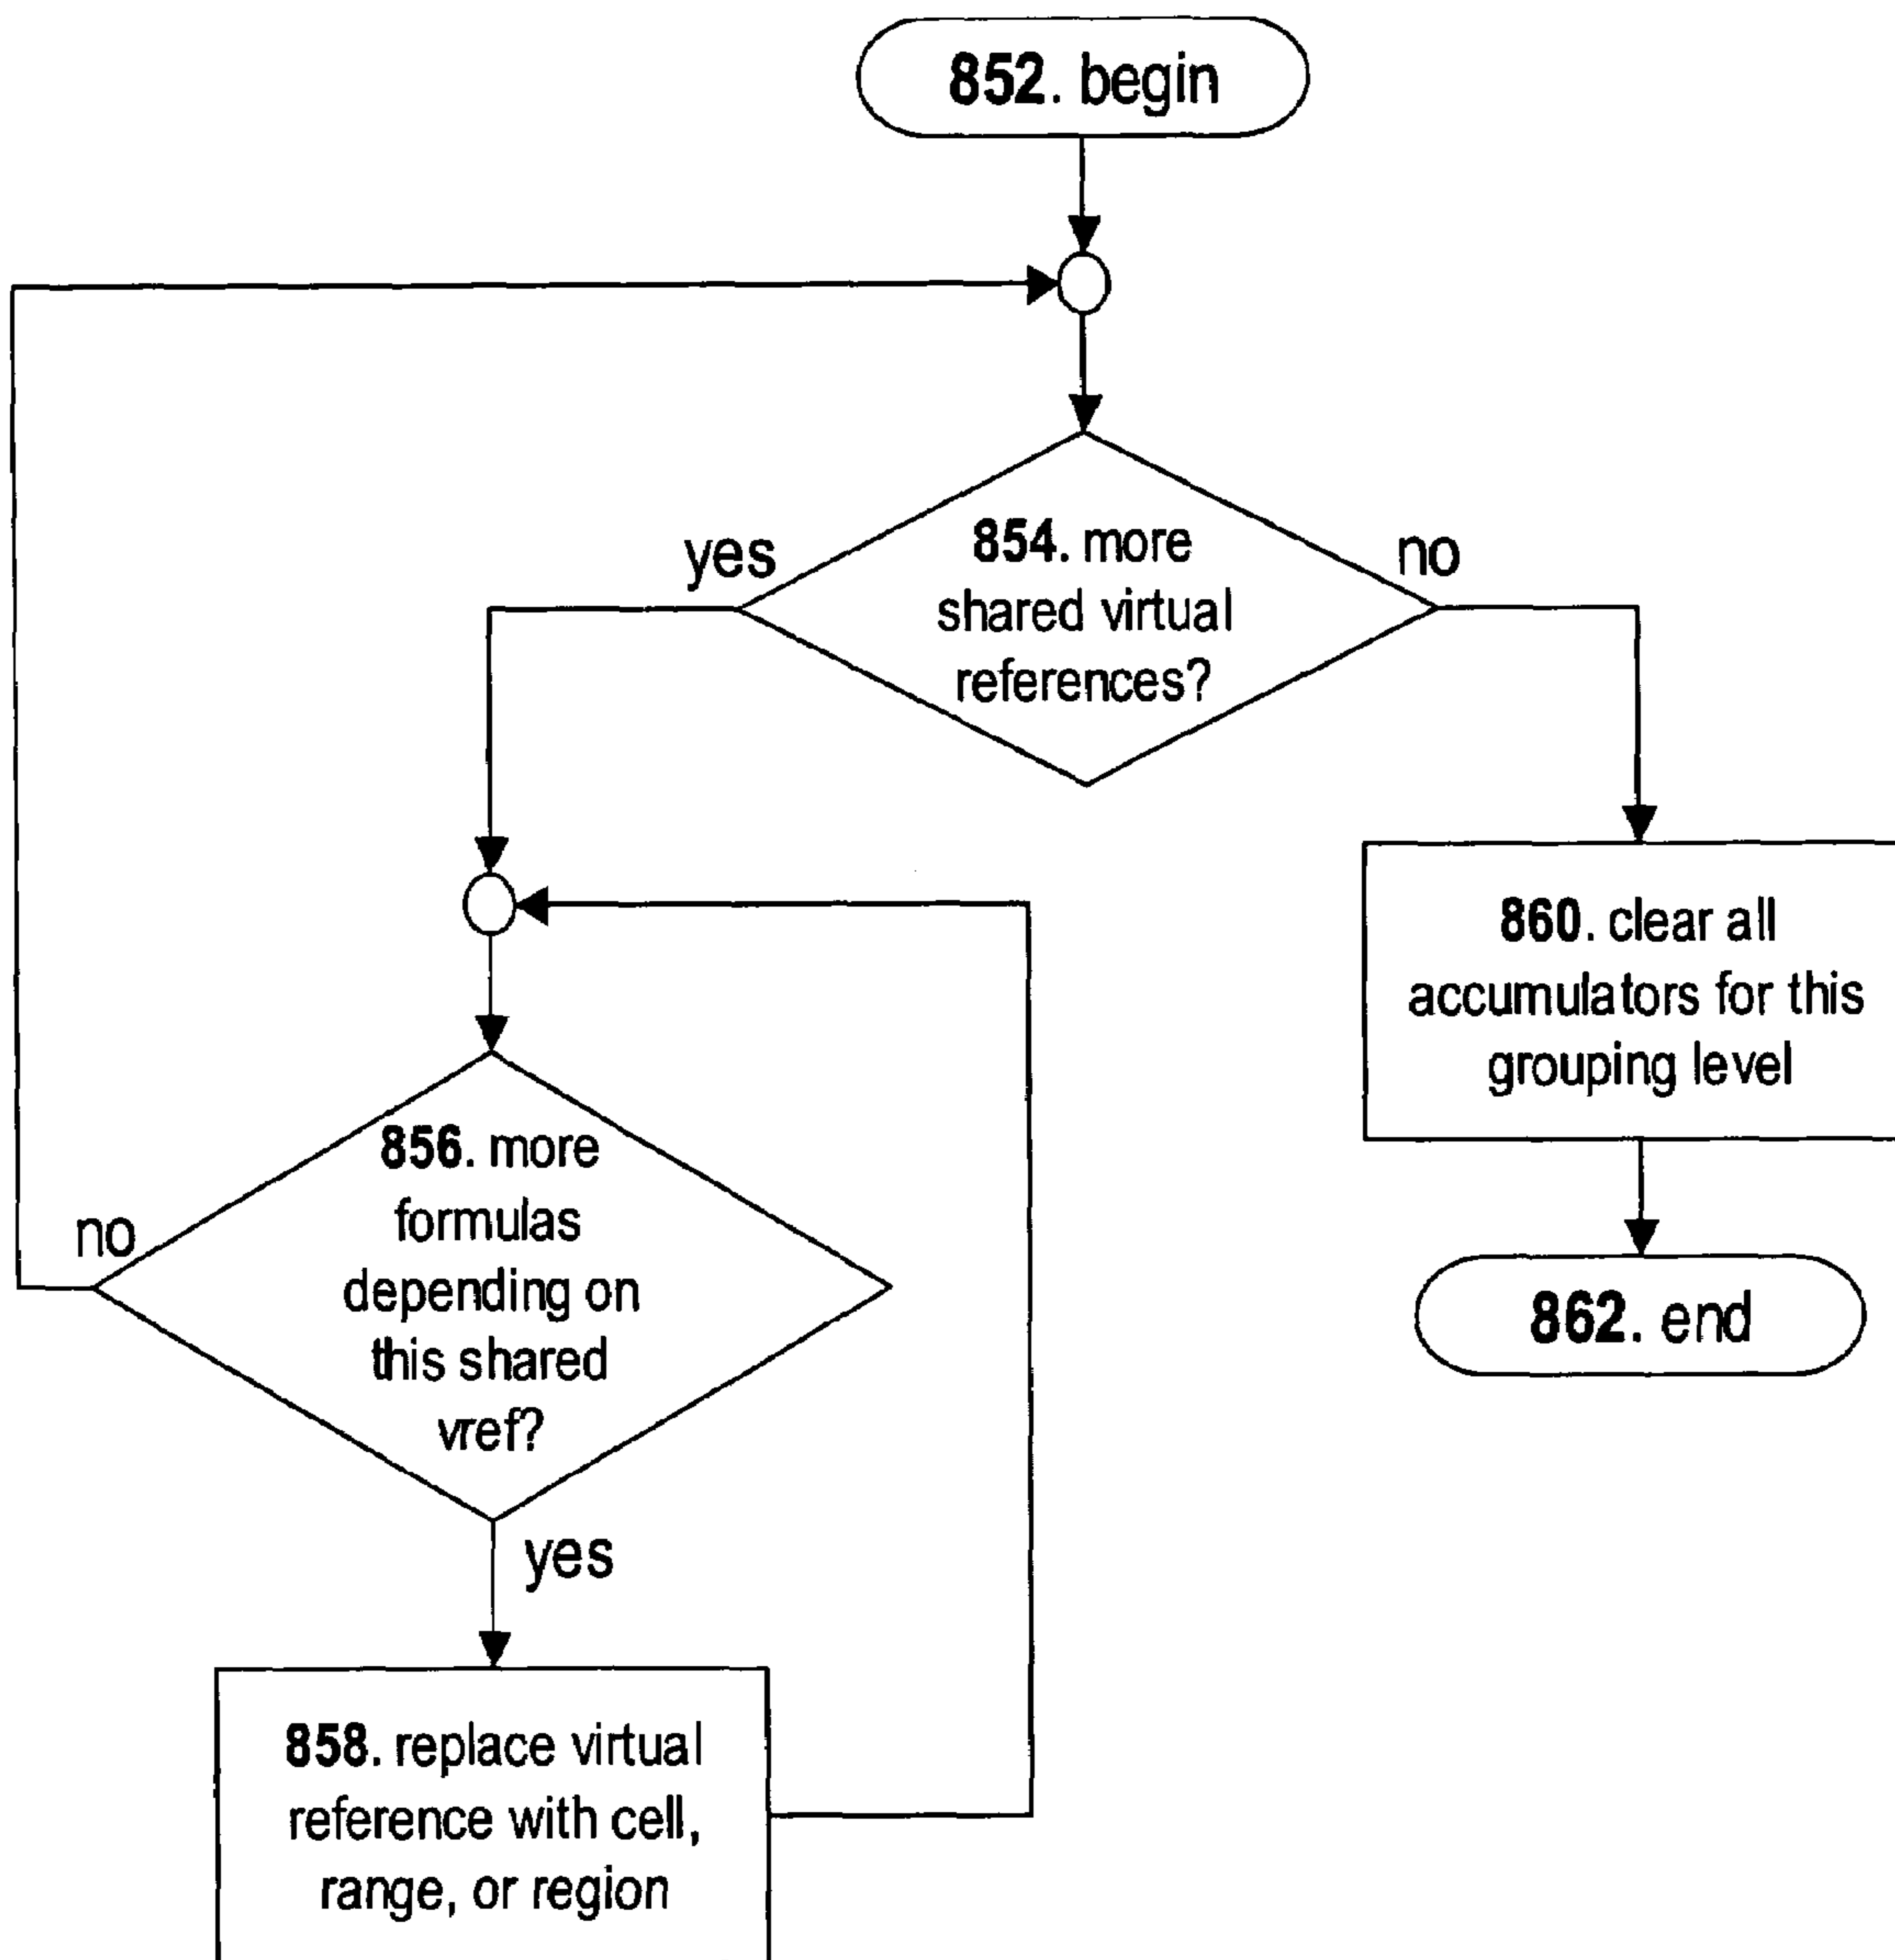 852. begin
yes
854. more
shared virtual
references?
no
860. clear all
accumulators for this
grouping level
862. end
no
856. more
formulas
depending on
this shared
vref?
yes
858. replace virtual
reference with cell,
range, or region